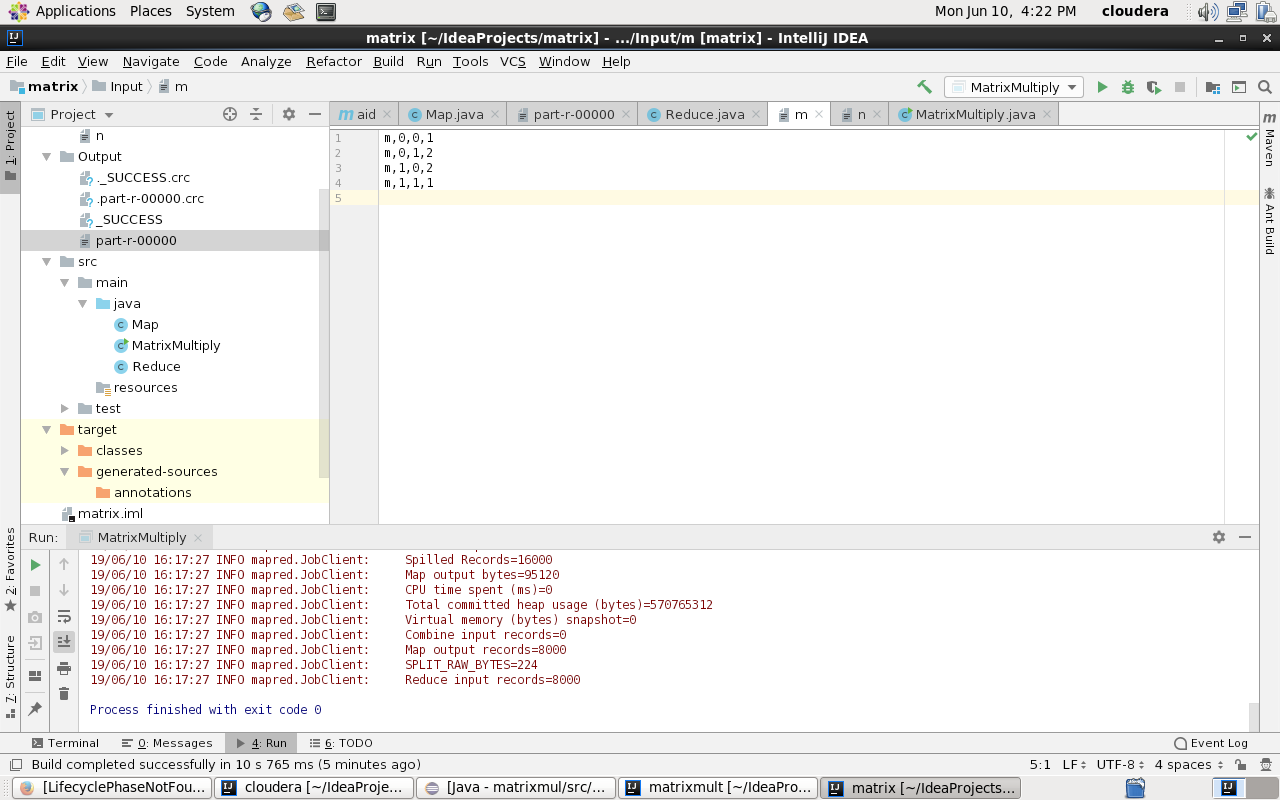 Applications Places System Mon Jun 10, 4:22 PM cloudera
matrix [~/IdeaProjects/matrix] - .../Input/m [matrix] - IntelliJ IDEA
File Edit View Navigate Code Analyze Refactor Build Run Tools VCS Window Help
matrix Input m MatrixMultiply
Project
aid Map.java part-r-00000 Reduce.java m n MatrixMultiply.java
1: Project
n
Output
._SUCCESS.crc
.part-r-00000.crc
_SUCCESS
part-r-00000
src
main
java
Map
MatrixMultiply
Reduce
resources
test
target
classes
generated-sources
annotations
matrix.iml
1 m,0,0,1
2 m,0,1,2
3 m,1,0,2
4 m,1,1,1
5
Maven
Ant Build
2: Favorites
7: Structure
Run: MatrixMultiply
19/06/10 16:17:27 INFO mapred.JobClient: Spilled Records=16000
19/06/10 16:17:27 INFO mapred.JobClient: Map output bytes=95120
19/06/10 16:17:27 INFO mapred.JobClient: CPU time spent (ms)=0
19/06/10 16:17:27 INFO mapred.JobClient: Total committed heap usage (bytes)=570765312
19/06/10 16:17:27 INFO mapred.JobClient: Virtual memory (bytes) snapshot=0
19/06/10 16:17:27 INFO mapred.JobClient: Combine input records=0
19/06/10 16:17:27 INFO mapred.JobClient: Map output records=8000
19/06/10 16:17:27 INFO mapred.JobClient: SPLIT_RAW_BYTES=224
19/06/10 16:17:27 INFO mapred.JobClient: Reduce input records=8000
Process finished with exit code 0
Terminal 0: Messages 4: Run 6: TODO Event Log
Build completed successfully in 10 s 765 ms (5 minutes ago) 5:1 LF UTF-8 4 spaces
[LifecyclePhaseNotFou... cloudera [~/IdeaProje... [Java - matrixmul/src/... matrixmult [~/IdeaPro... matrix [~/IdeaProjects...